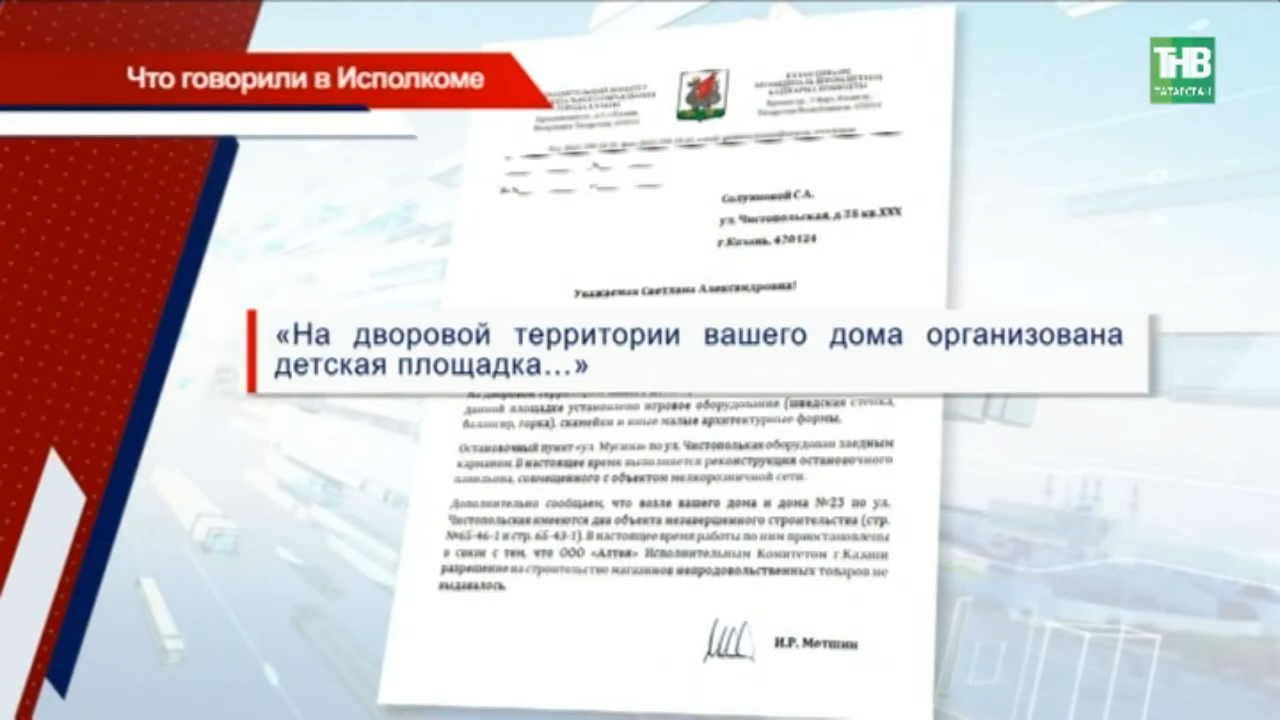 Что говорили в Исполкоме
ТНВ
ТАТАРСТАН
Солуяновой С.А.
ул. Чистопольская, д.75 кв.XXX
г.Казань, 420124
Уважаемая Светлана Александровна!
«На дворовой территории вашего дома организована
детская площадка...»
данной площадке установлено игровое оборудование (шведская стенка,
балансир, горка), скамейки и иные малые архитектурные формы.
Остановочный пункт «ул. Мусина» по ул. Чистополькая оборудован заездным
карманом. В настоящее время выполняется реконструкция остановочного
павильона, совмещенного с объектом мелкорозничной сети.
Дополнительно сообщаем, что возле вашего дома и дома №23 по ул.
Чистопольская имеются два объекта незавершенного строительства (стр.
№65-46-1 и стр. 65-43-1). В настоящее время работы по ним приостановлены
в связи с тем, что ООО «Алтея» Исполнительным Комитетом г.Казани
разрешение на строительство магазинов непродовольственных товаров не
выдавалось.
И.Р. Метшин